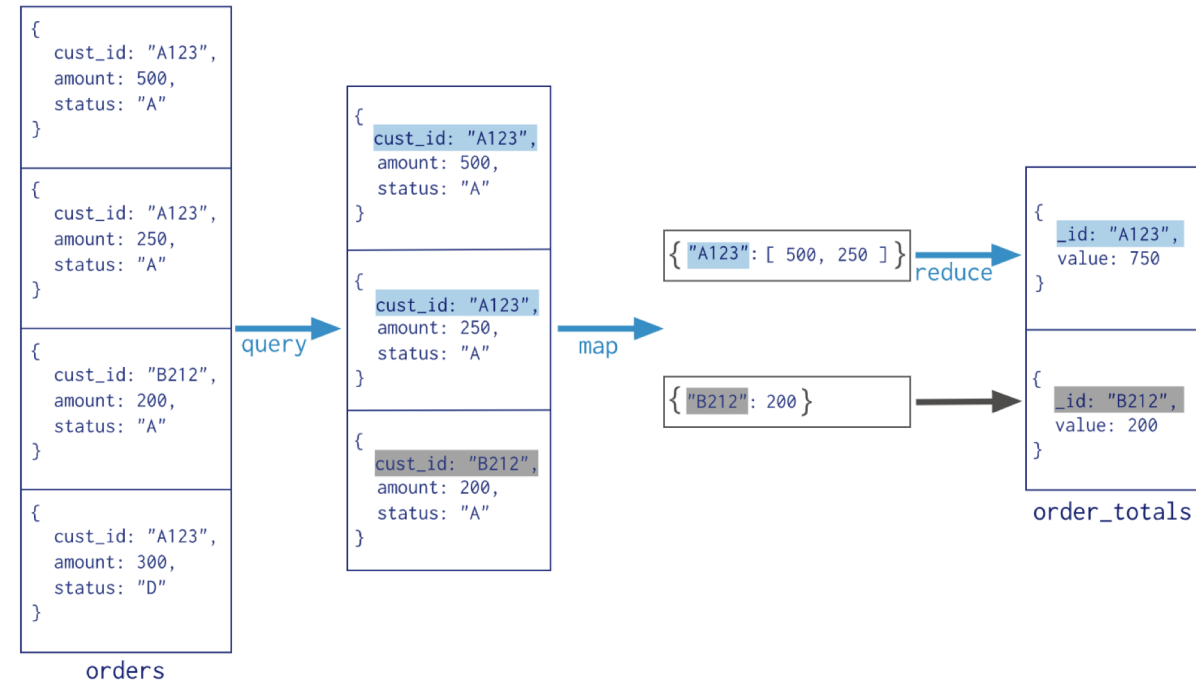 {
cust_id: "A123",
amount: 500,
status: "A"
}
{
cust_id: "A123",
amount: 250,
status: "A"
}
{
cust_id: "B212",
amount: 200,
status: "A"
}
{
cust_id: "A123",
amount: 300,
status: "D"
}
orders
query
{
cust_id: "A123",
amount: 500,
status: "A"
}
{
cust_id: "A123",
amount: 250,
status: "A"
}
{
cust_id: "B212",
amount: 200,
status: "A"
}
map
{ "A123": [ 500, 250 ] }
reduce
{ "B212": 200 }
{
_id: "A123",
value: 750
}
{
_id: "B212",
value: 200
}
order_totals